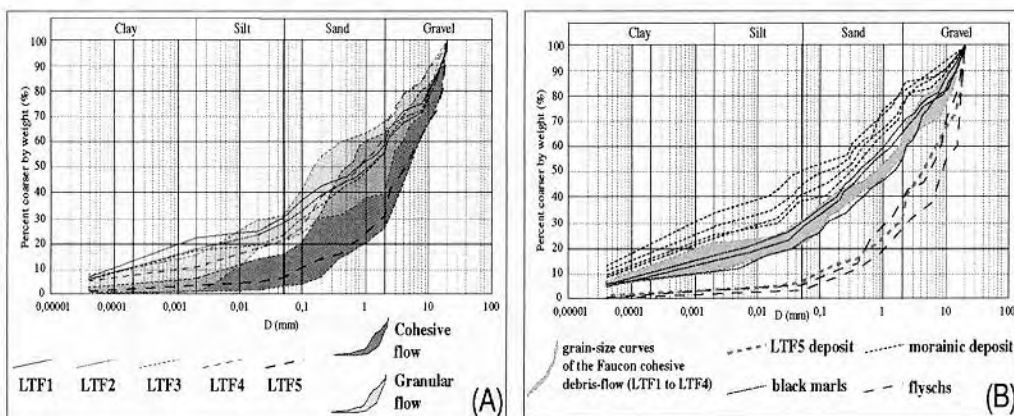 Clay Silt Sand Gravel
Percent coarser by weight (%)
100
90
80
70
60
50
40
30
20
10
0
0,00001 0,0001 0,001 0,01 0,1 1 10 100
D (mm)
LTF1 LTF2 LTF3 LTF4 LTF5
Cohesive
flow
Granular
flow
(A)
Clay Silt Sand Gravel
Percent coarser by weight (%)
100
90
80
70
60
50
40
30
20
10
0
0,00001 0,0001 0,001 0,01 0,1 1 10 100
D (mm)
grain-size curves
of the Faucon cohesive
debris-flow (LTF1 to LTF4)
LTF5 deposit
morainic deposit
black marls
flyschs
(B)